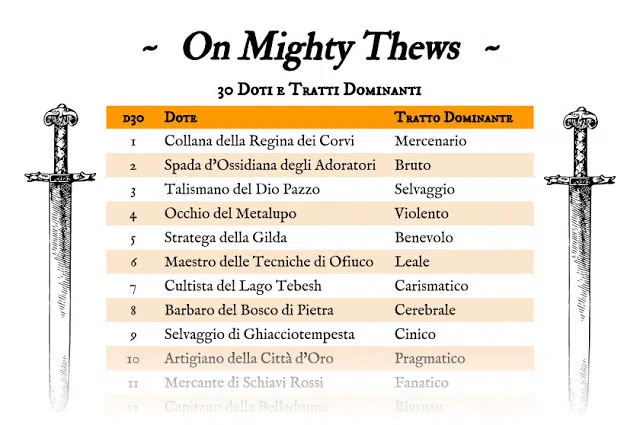 ~ On Mighty Thews ~
30 Doti e Tratti Dominanti
d30 Dote Tratto Dominante
1 Collana della Regina dei Corvi Mercenario
2 Spada d'Ossidiana degli Adoratori Bruto
3 Talismano del Dio Pazzo Selvaggio
4 Occhio del Metalupo Violento
5 Stratega della Gilda Benevolo
6 Maestro delle Tecniche di Ofiuco Leale
7 Cultista del Lago Tebesh Carismatico
8 Barbaro del Bosco di Pietra Cerebrale
9 Selvaggio di Ghiacciotempesta Cinico
10 Artigiano della Città d'Oro Pragmatico
11 Mercante di Schiavi Rossi Fanatico
12 Capitano della Belladonna Bigotto